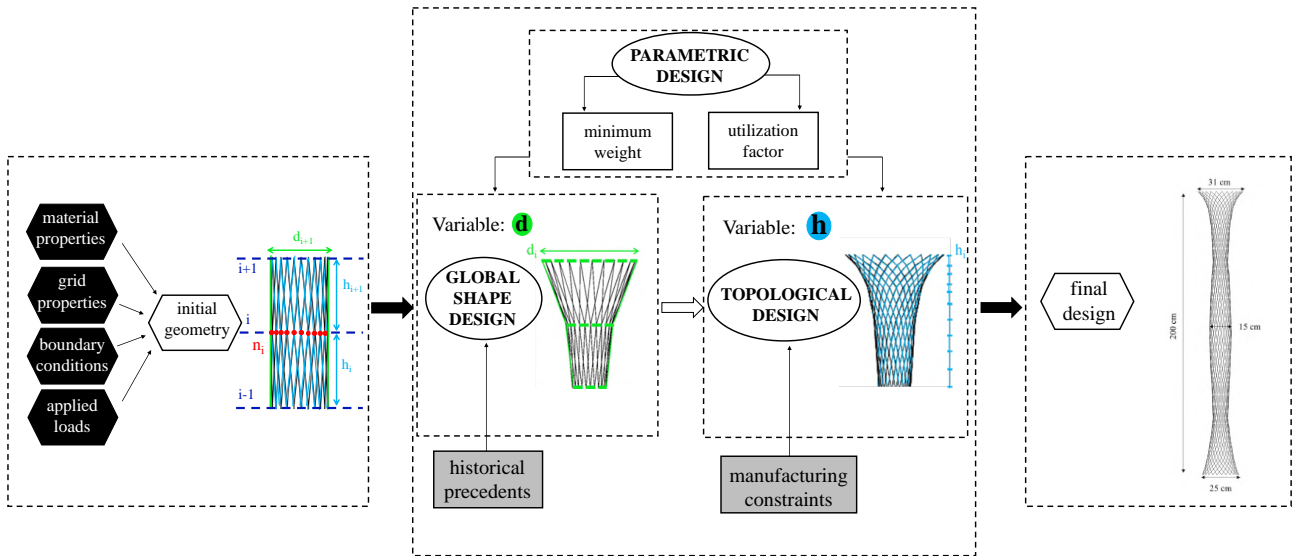 material
properties
grid
properties
boundary
conditions
applied
loads
initial
geometry
d i+1
i+1
h i+1
i
n i
h i
i-1
PARAMETRIC
DESIGN
minimum
weight
utilization
factor
Variable: d
d i
GLOBAL
SHAPE
DESIGN
historical
precedents
Variable: h
h i
TOPOLOGICAL
DESIGN
manufacturing
constraints
final
design
31 cm
200 cm
15 cm
25 cm